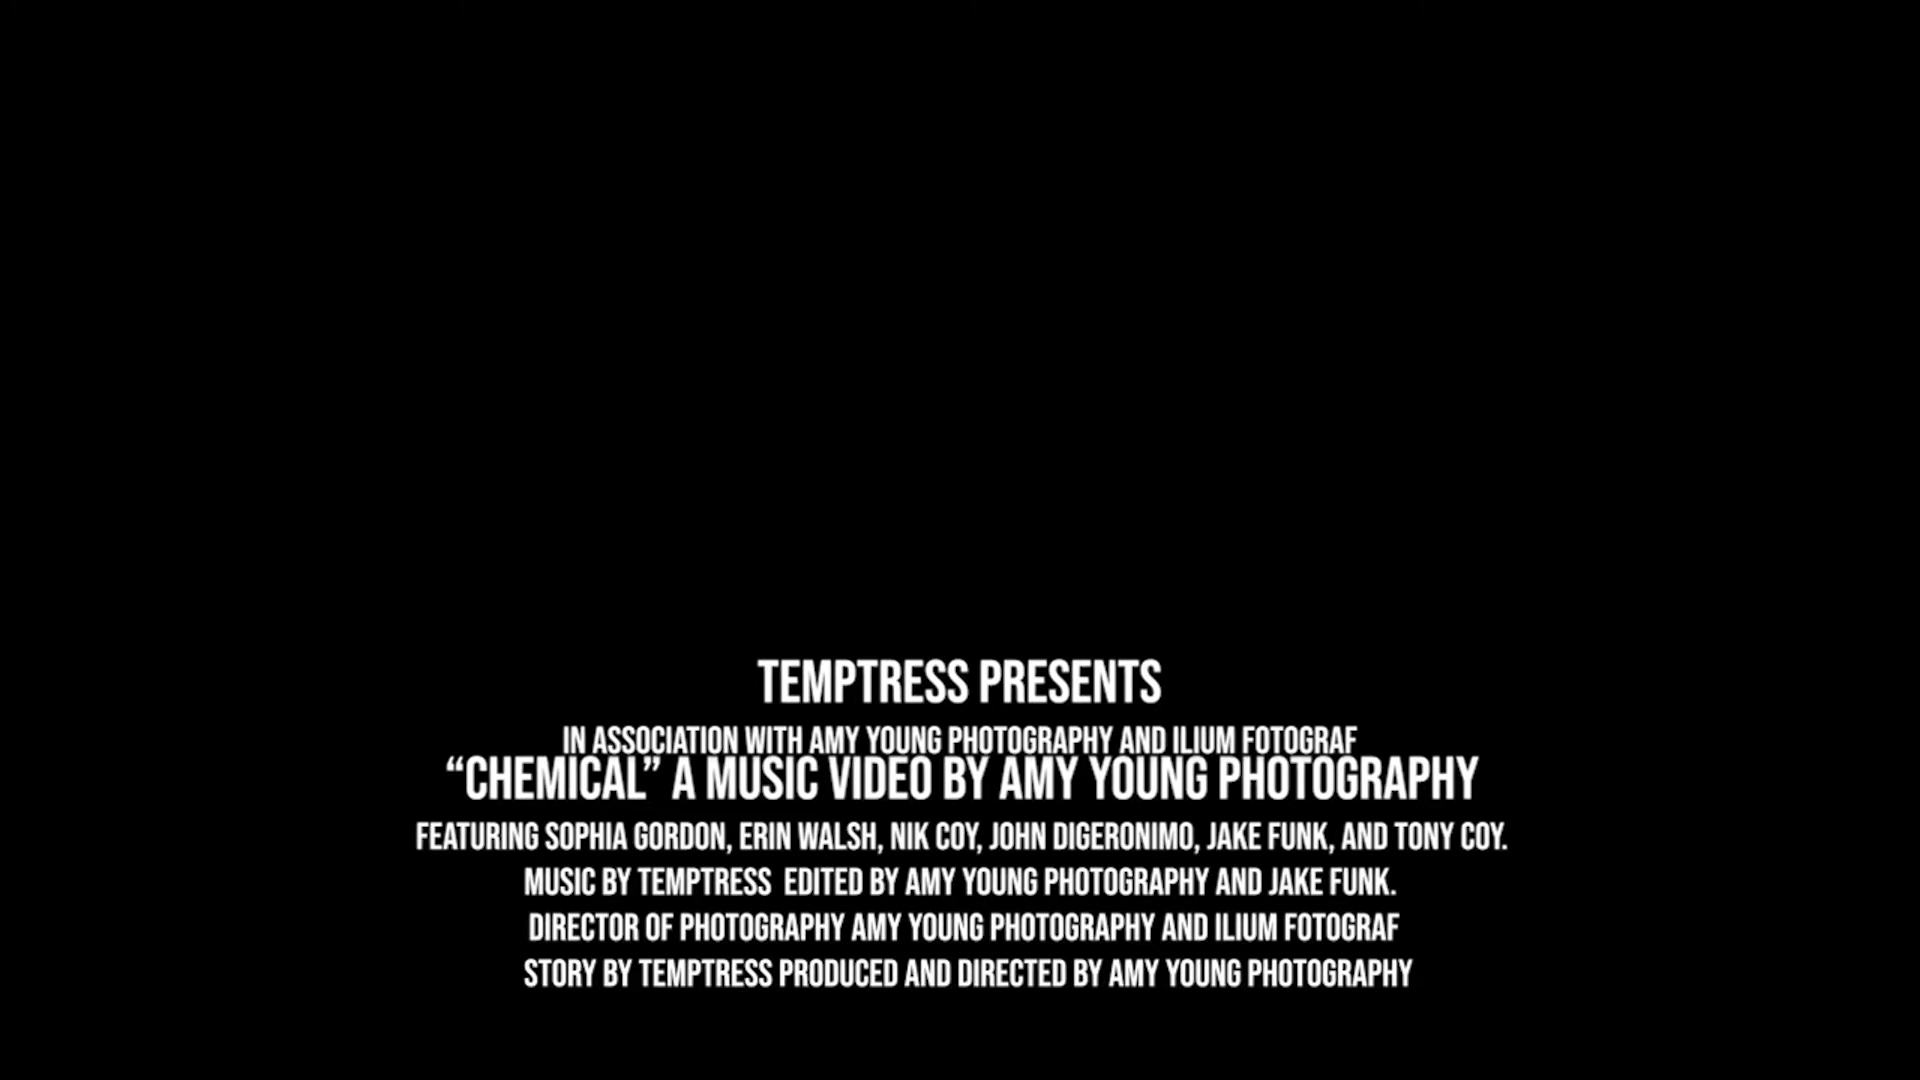 TEMPTRESS PRESENTS
IN ASSOCIATION WITH AMY YOUNG PHOTOGRAPHY AND ILIUM FOTOGRAF
“CHEMICAL” A MUSIC VIDEO BY AMY YOUNG PHOTOGRAPHY
FEATURING SOPHIA GORDON, ERIN WALSH, NIK COY, JOHN DIGERONIMO, JAKE FUNK, AND TONY COY.
MUSIC BY TEMPTRESS EDITED BY AMY YOUNG PHOTOGRAPHY AND JAKE FUNK.
DIRECTOR OF PHOTOGRAPHY AMY YOUNG PHOTOGRAPHY AND ILIUM FOTOGRAF
STORY BY TEMPTRESS PRODUCED AND DIRECTED BY AMY YOUNG PHOTOGRAPHY